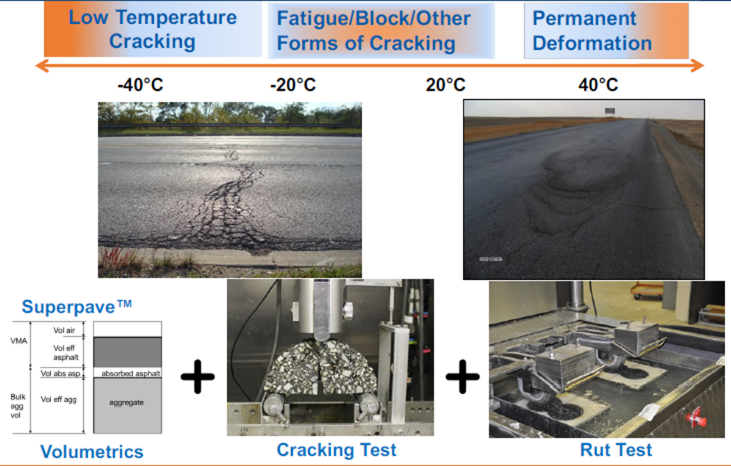 Low Temperature
Cracking
Fatigue/Block/Other
Forms of Cracking
Permanent
Deformation
-40°C
-20°C
20°C
40°C
Superpave™
VMA
Vol air
Vol eff
asphalt
Vol abs asp
absorbed asphalt
Bulk
agg
vol
Vol eff agg
aggregate
+
+
Volumetrics
Cracking Test
Rut Test